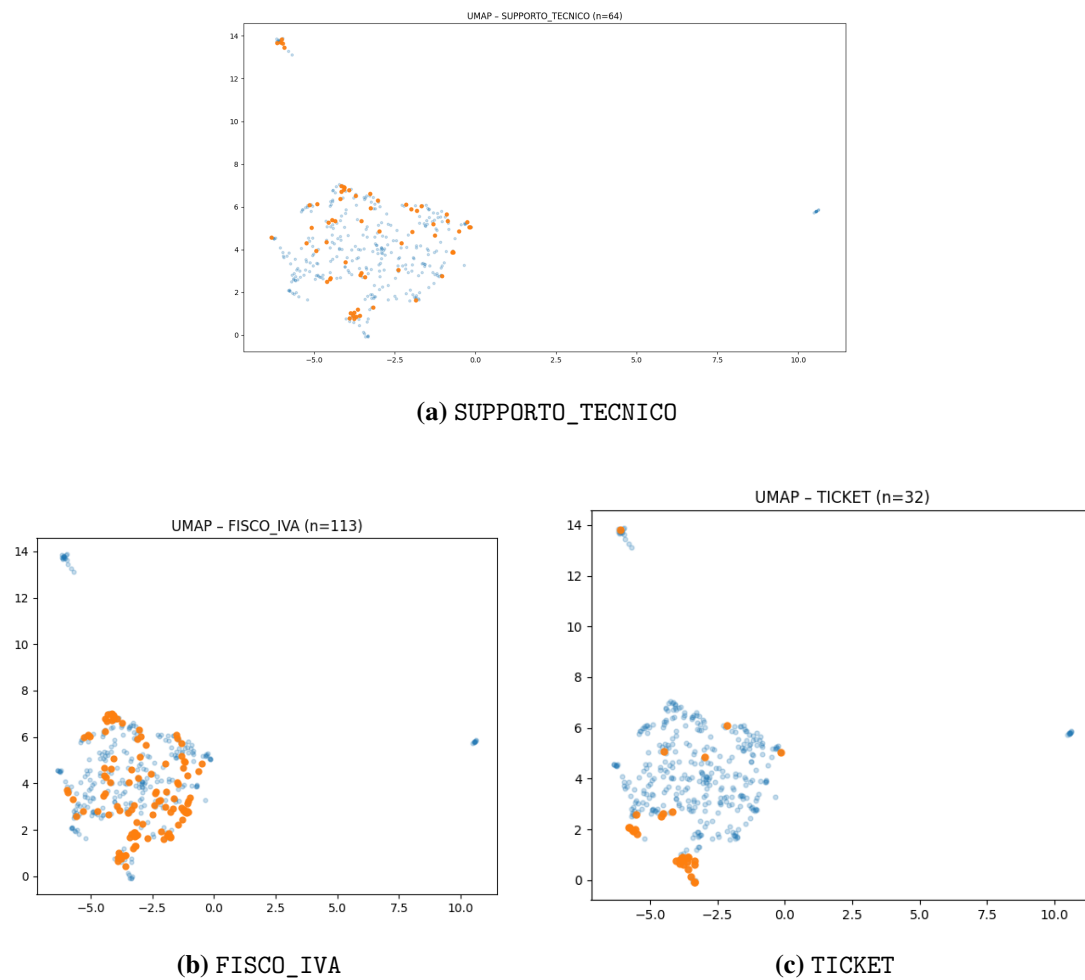 UMAP – SUPPORTO_TECNICO (n=64)
14
12
10
8
6
4
2
0
−5.0 −2.5 0.0 2.5 5.0 7.5 10.0
(a) SUPPORTO_TECNICO
UMAP – FISCO_IVA (n=113)
14
12
10
8
6
4
2
0
−5.0 −2.5 0.0 2.5 5.0 7.5 10.0
(b) FISCO_IVA
UMAP – TICKET (n=32)
14
12
10
8
6
4
2
0
−5.0 −2.5 0.0 2.5 5.0 7.5 10.0
(c) TICKET